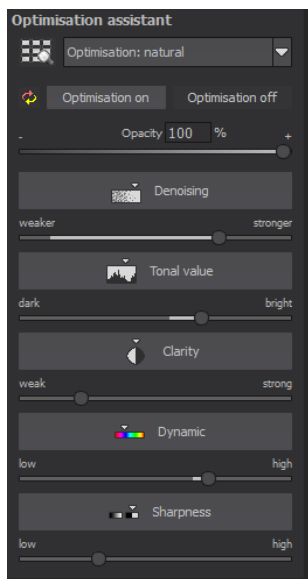 Optimisation assistant
Optimisation: natural
Optimisation on Optimisation off
- Opacity 100 % +
Denoising
weaker stronger
Tonal value
dark bright
Clarity
weak strong
Dynamic
low high
Sharpness
low high